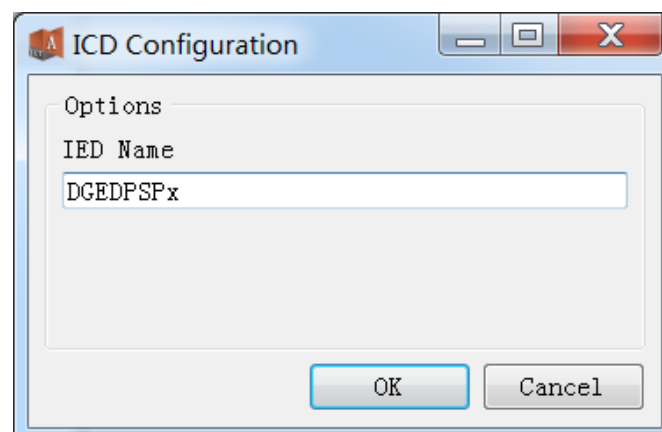 ICD Configuration
Options
IED Name
DGEDPSPx
OK
Cancel